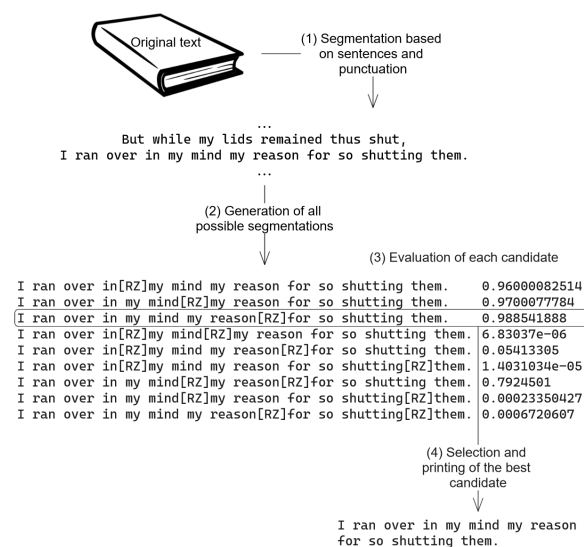 Original text
(1) Segmentation based
on sentences and
punctuation
...
But while my lids remained thus shut,
I ran over in my mind my reason for so shutting them.
...
(2) Generation of all
possible segmentations
(3) Evaluation of each candidate
I ran over in[RZ]my mind my reason for so shutting them. 0.96000082514
I ran over in my mind[RZ]my reason for so shutting them. 0.9700077784
I ran over in my mind my reason[RZ]for so shutting them. 0.988541888
I ran over in[RZ]my mind[RZ]my reason for so shutting them. 6.83037e-06
I ran over in[RZ]my mind my reason[RZ]for so shutting them. 0.05413305
I ran over in[RZ]my mind my reason for so shutting[RZ]them. 1.4031034e-05
I ran over in my mind[RZ]my reason[RZ]for so shutting them. 0.7924501
I ran over in my mind[RZ]my reason for so shutting[RZ]them. 0.00023350427
I ran over in my mind my reason[RZ]for so shutting[RZ]them. 0.0006720607
(4) Selection and
printing of the best
candidate
I ran over in my mind my reason
for so shutting them.